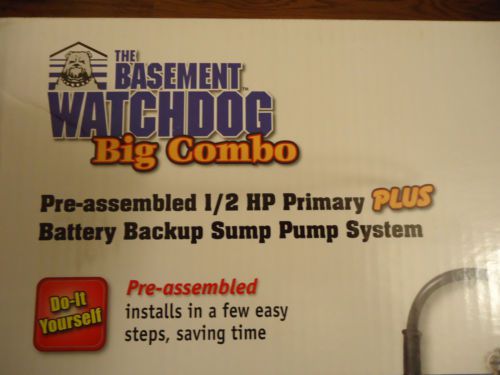 THE
BASEMENT™
WATCHDOG
Big Combo
Pre-assembled 1/2 HP Primary PLUS
Battery Backup Sump Pump System
Do-It
Yourself
Pre-assembled
installs in a few easy
steps, saving time